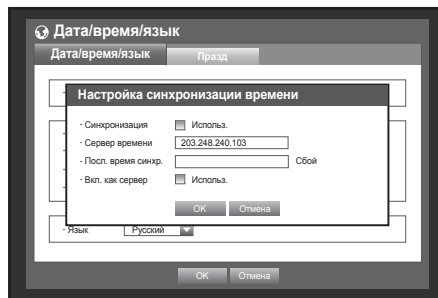 Дата/время/язык
Дата/время/язык Празд
Настройка синхронизации времени
· Синхронизация Использ.
· Сервер времени 203.248.240.103
· Посл. время синхр. Сбой
· Вкл. как сервер Использ.
OK Отмена
· Язык Русский
OK Отмена